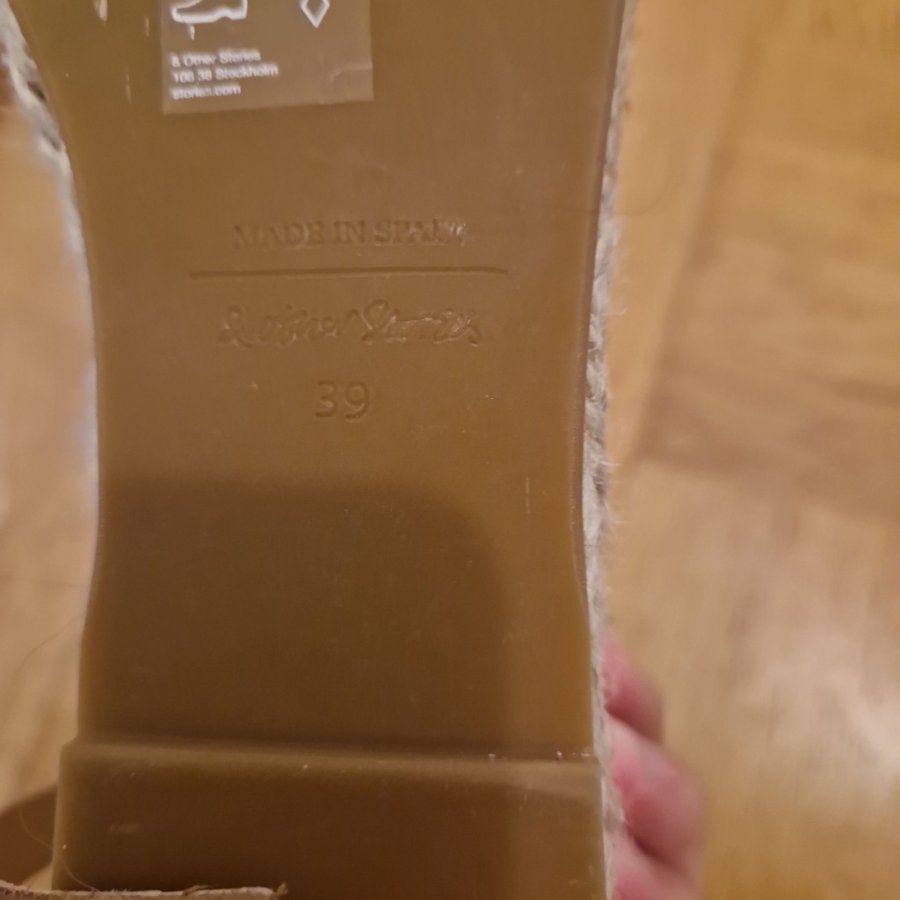 & Other Stories
106 38 Stockholm
stories.com
MADE IN SPAIN
& Other Stories
39